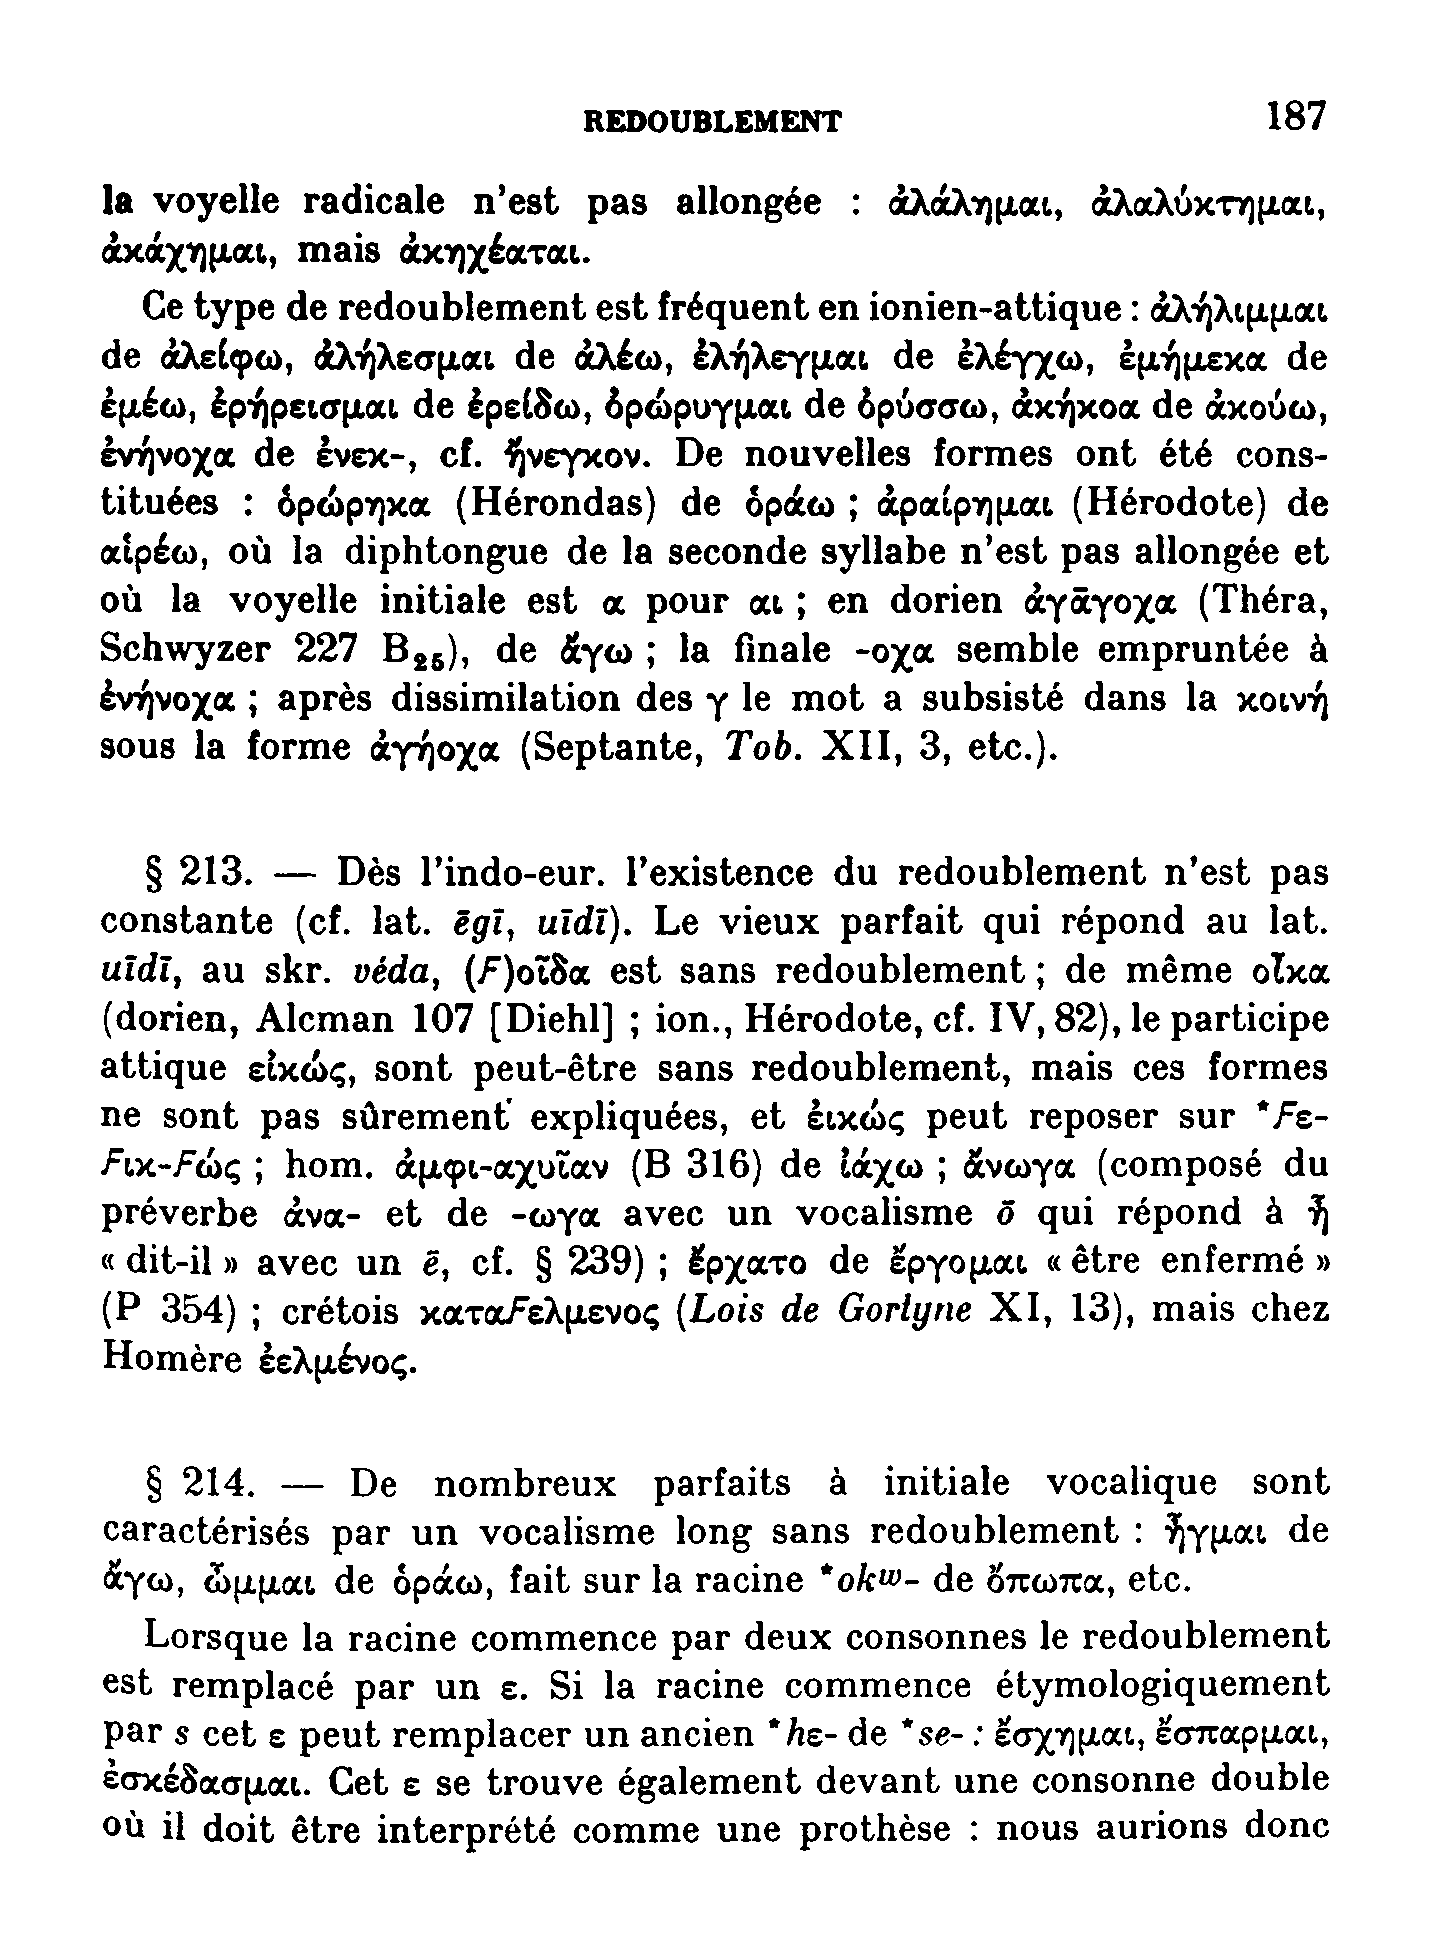 REDOUBLEMENT 187
la voyelle radicale n'est pas allongée : ἀλάλημαι, ἀλαλύκτημαι,
ἀκάχημαι, mais ἀκηχέαται.
Ce type de redoublement est fréquent en ionien-attique : ἀλήλιμμαι
de ἀλείφω, ἀλήλεσμαι de ἀλέω, ἐλήλεγμαι de ἐλέγχω, ἐμήμεκα de
ἐμέω, ἐρήρεισμαι de ἐρείδω, ὀρώρυγμαι de ὀρύσσω, ἀκήκοα de ἀκούω,
ἐνήνοχα de ἐνεκ-, cf. ἤνεγκον. De nouvelles formes ont été cons-
tituées : ὁρώρηκα (Hérondas) de ὁράω ; ἀραίρημαι (Hérodote) de
αἱρέω, où la diphtongue de la seconde syllabe n'est pas allongée et
où la voyelle initiale est α pour αι ; en dorien ἀγᾱγοχα (Théra,
Schwyzer 227 B₂₅), de ἄγω ; la finale -οχα semble empruntée à
ἐνήνοχα ; après dissimilation des γ le mot a subsisté dans la κοινή
sous la forme ἀγήοχα (Septante, Tob. XII, 3, etc.).
§ 213. — Dès l'indo-eur. l'existence du redoublement n'est pas
constante (cf. lat. ēgī, uīdī). Le vieux parfait qui répond au lat.
uīdī, au skr. véda, (ϝ)οῖδα est sans redoublement ; de même οἶκα
(dorien, Alcman 107 [Diehl] ; ion., Hérodote, cf. IV, 82), le participe
attique εἰκώς, sont peut-être sans redoublement, mais ces formes
ne sont pas sûrement expliquées, et ἐικώς peut reposer sur *ϝε-
ϝικ-ϝώς ; hom. ἀμφι-αχυῖαν (B 316) de ἰάχω ; ἄνωγα (composé du
préverbe ἀνα- et de -ωγα avec un vocalisme ō qui répond à ἦ
« dit-il » avec un ē, cf. § 239) ; ἔρχατο de ἔργομαι « être enfermé »
(P 354) ; crétois καταϝελμενος (Lois de Gortyne XI, 13), mais chez
Homère ἐελμένος.
§ 214. — De nombreux parfaits à initiale vocalique sont
caractérisés par un vocalisme long sans redoublement : ἦγμαι de
ἄγω, ὦμμαι de ὁράω, fait sur la racine *okw- de ὄπωπα, etc.
Lorsque la racine commence par deux consonnes le redoublement
est remplacé par un ε. Si la racine commence étymologiquement
par s cet ε peut remplacer un ancien *hε- de *se- : ἔσχημαι, ἔσπαρμαι,
ἐσκέδασμαι. Cet ε se trouve également devant une consonne double
où il doit être interprété comme une prothèse : nous aurions donc